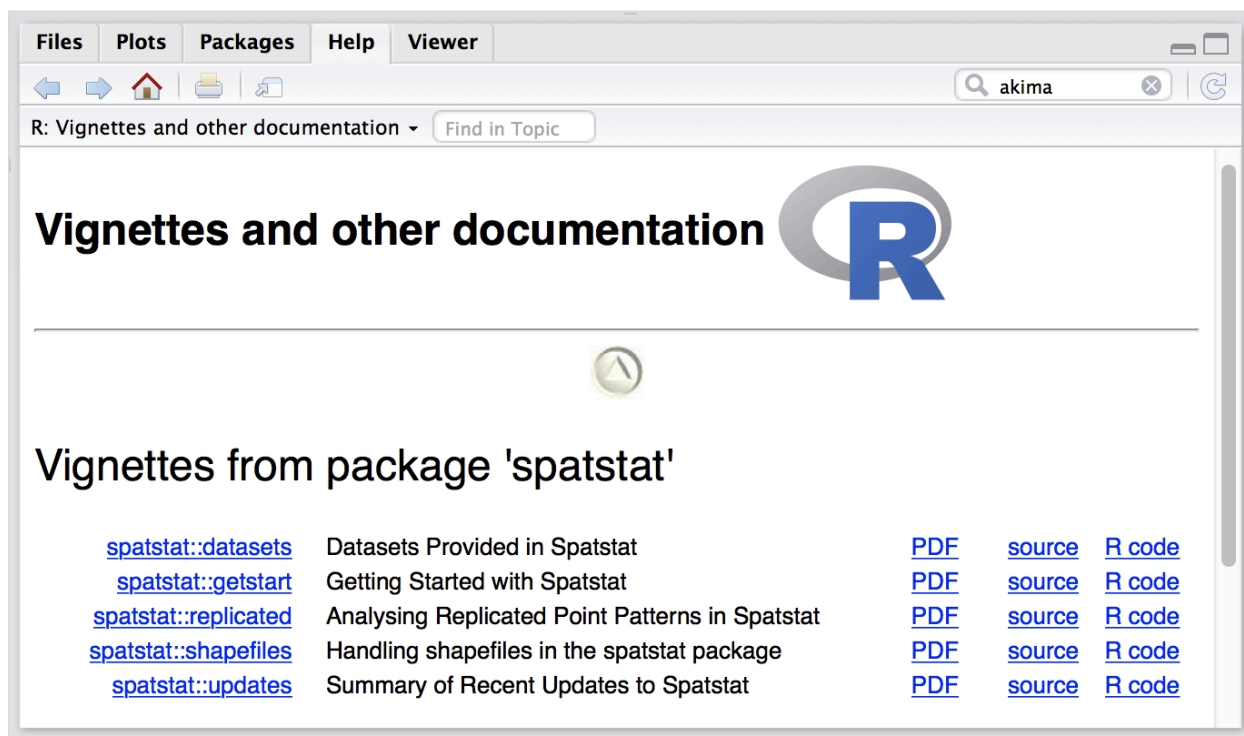 Files Plots Packages Help Viewer
akima
R: Vignettes and other documentation Find in Topic
Vignettes and other documentation R
Vignettes from package 'spatstat'
spatstat::datasets Datasets Provided in Spatstat PDF source R code
spatstat::getstart Getting Started with Spatstat PDF source R code
spatstat::replicated Analysing Replicated Point Patterns in Spatstat PDF source R code
spatstat::shapefiles Handling shapefiles in the spatstat package PDF source R code
spatstat::updates Summary of Recent Updates to Spatstat PDF source R code